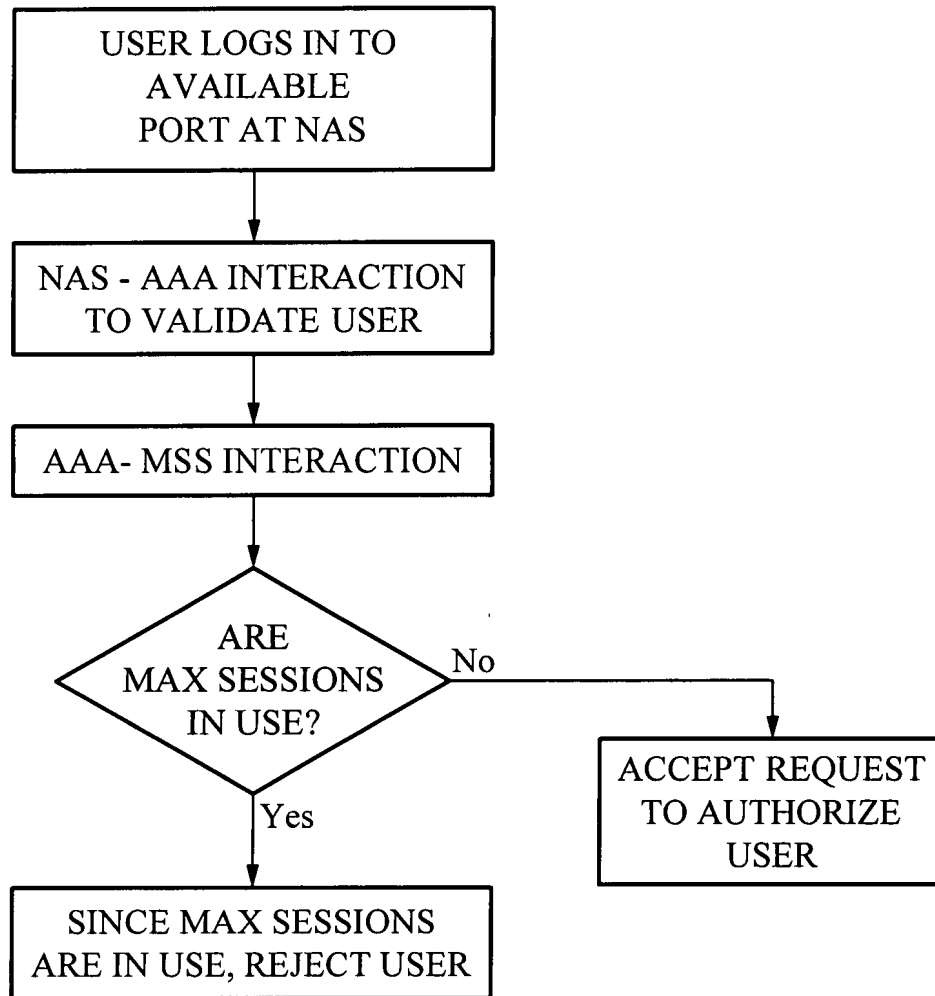 USER LOGS IN TO
AVAILABLE
PORT AT NAS
NAS - AAA INTERACTION
TO VALIDATE USER
AAA- MSS INTERACTION
ARE
MAX SESSIONS
IN USE?
No
Yes
ACCEPT REQUEST
TO AUTHORIZE
USER
SINCE MAX SESSIONS
ARE IN USE, REJECT USER